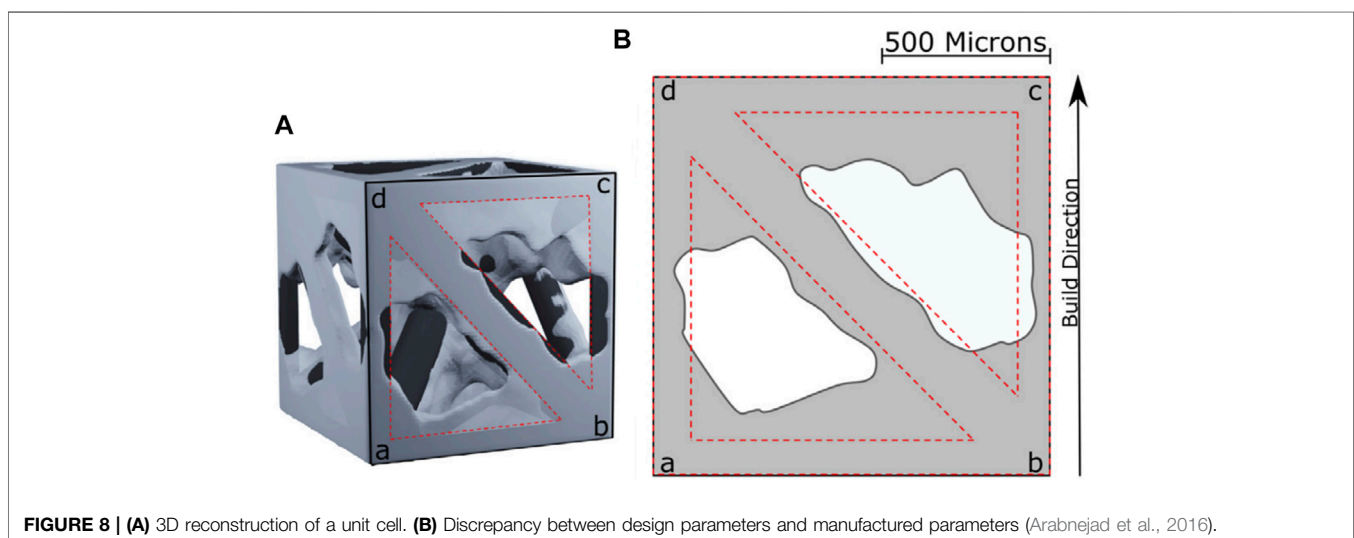 A
d
c
a
b
B
500 Microns
d
c
a
b
Build Direction
FIGURE 8 | (A) 3D reconstruction of a unit cell. (B) Discrepancy between design parameters and manufactured parameters (Arabnejad et al., 2016).